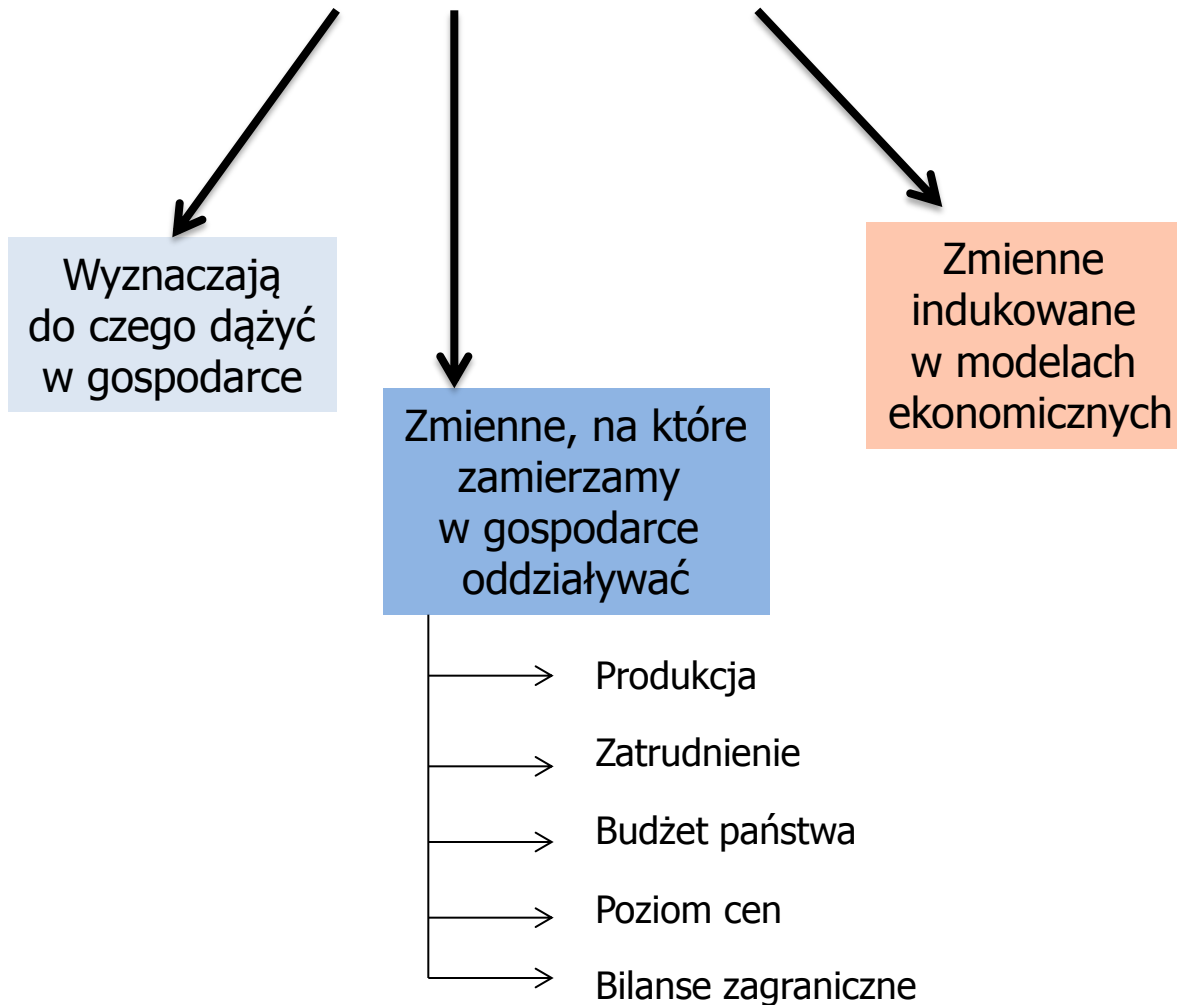 Wyznaczają
do czego dążyć
w gospodarce
Zmienne
indukowane
w modelach
ekonomicznych
Zmienne, na które
zamierzamy
w gospodarce
oddziaływać
Produkcja
Zatrudnienie
Budżet państwa
Poziom cen
Bilanse zagraniczne